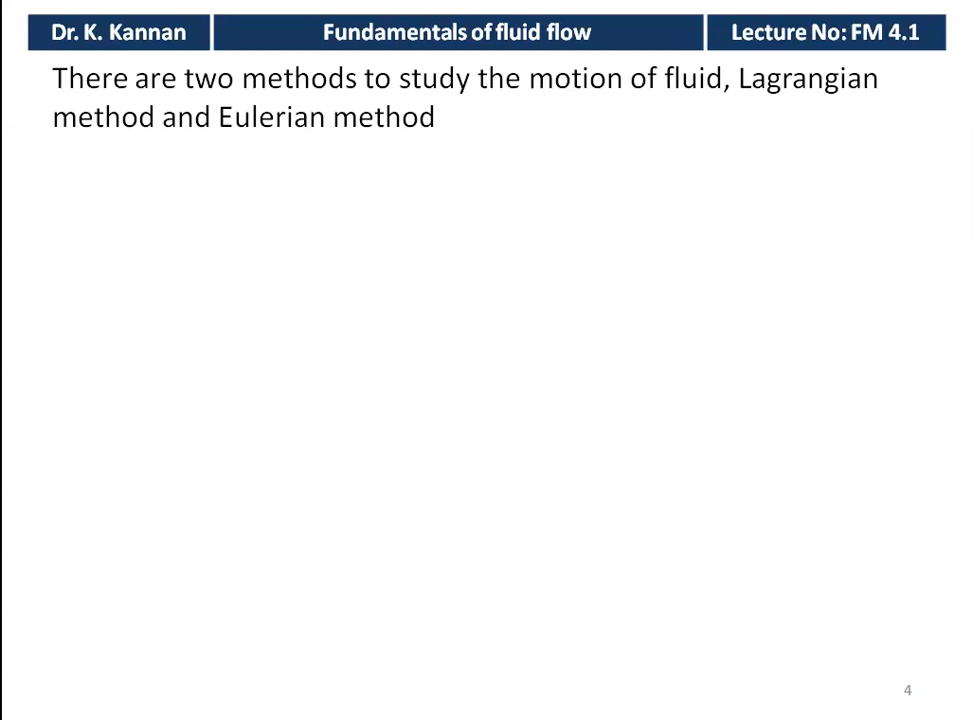 Dr. K. Kannan
Fundamentals of fluid flow
Lecture No: FM 4.1
There are two methods to study the motion of fluid, Lagrangian
method and Eulerian method
4